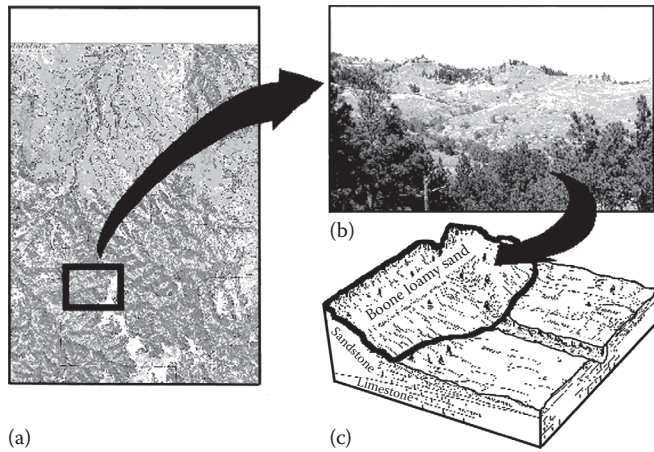 (a)
(b)
Boone loamy sand
Sandstone
Limestone
(c)